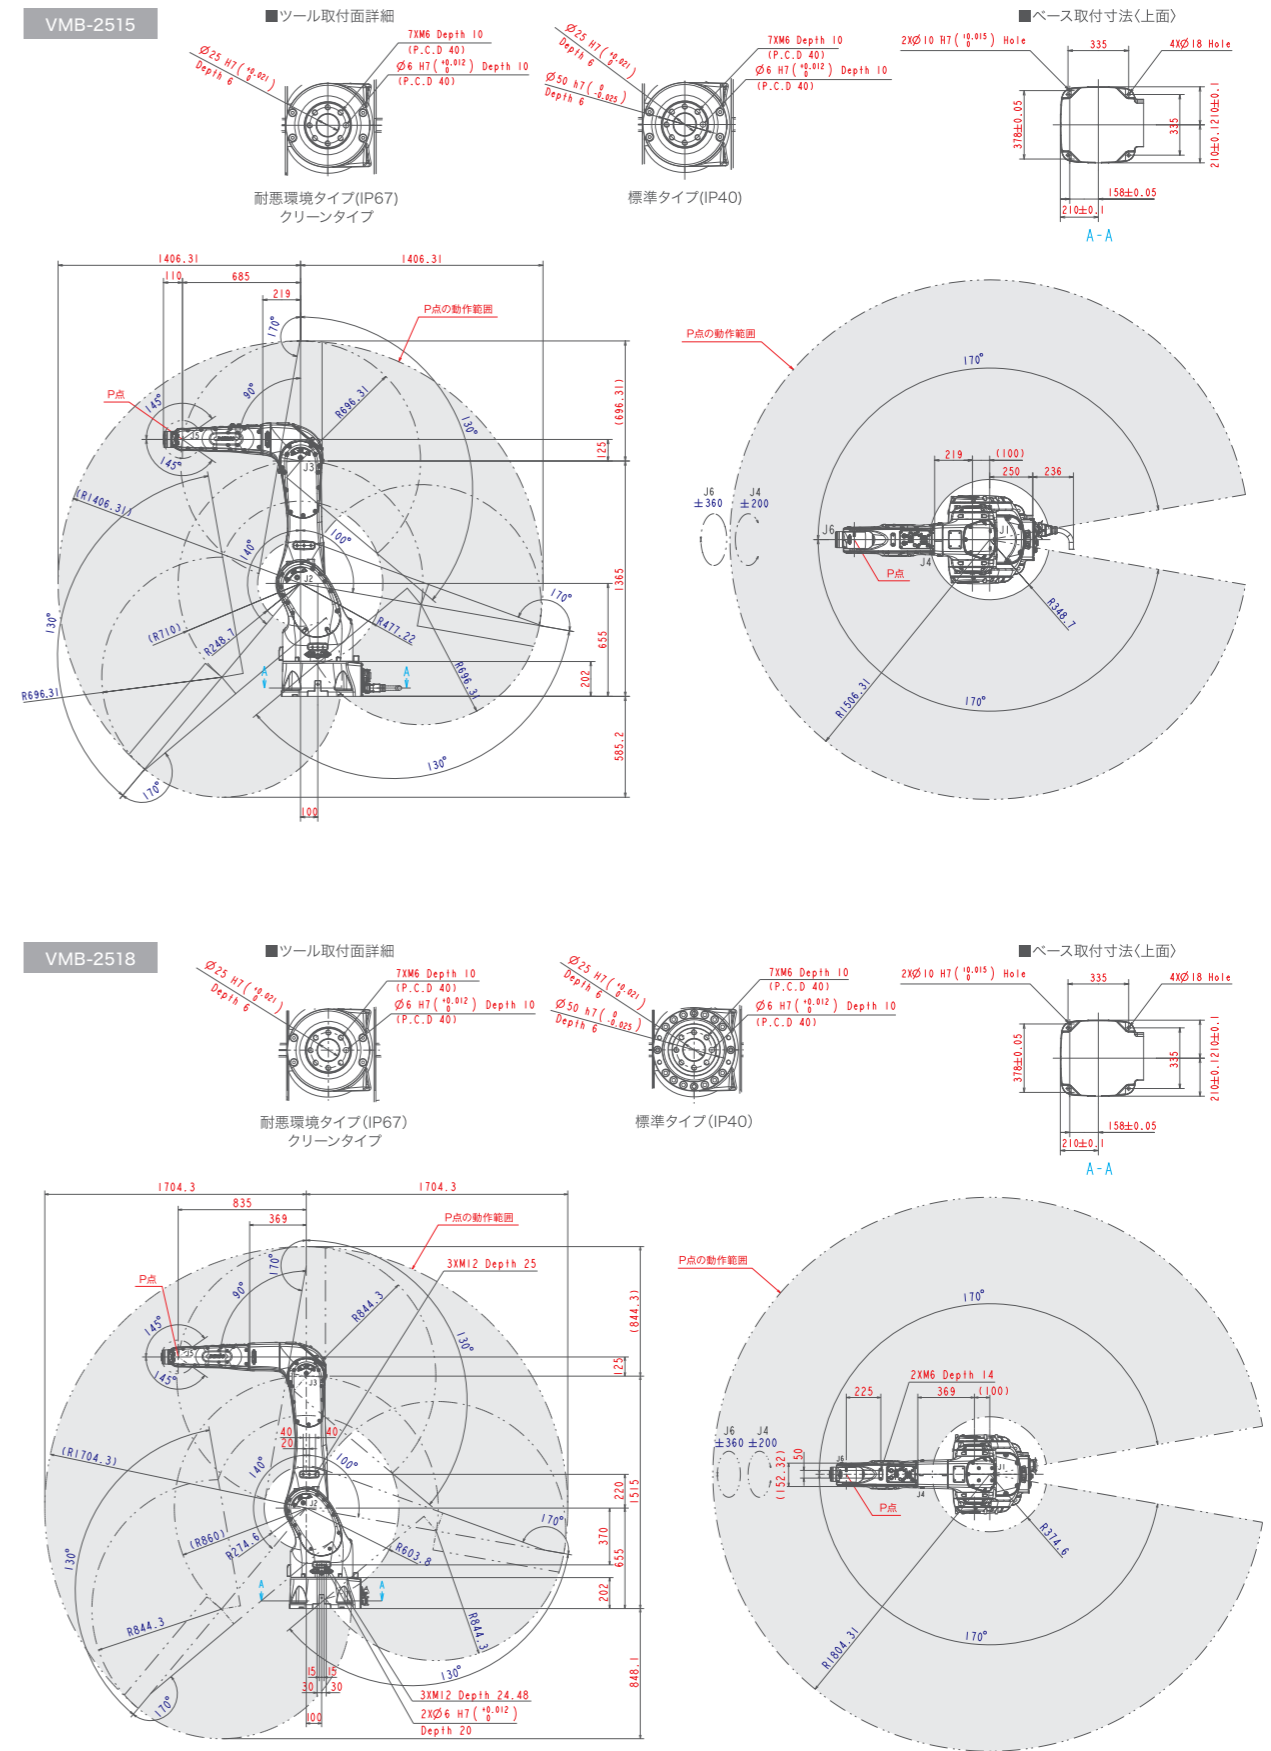 VMB-2515
■ツール取付面詳細
Ø25 H7( +0.021 0 )
Depth 6
7XM6 Depth 10
(P.C.D 40)
Ø6 H7( +0.012 0 ) Depth 10
(P.C.D 40)
耐悪環境タイプ(IP67)
クリーンタイプ
Ø25 H7( +0.021 0 )
Depth 6
Ø50 h7( 0 -0.025 )
Depth 6
7XM6 Depth 10
(P.C.D 40)
Ø6 H7( +0.012 0 ) Depth 10
(P.C.D 40)
標準タイプ(IP40)
■ベース取付寸法〈上面〉
2XØ10 H7( +0.015 0 ) Hole
335
4XØ18 Hole
378±0.05
335
210±0.1
210±0.1
158±0.05
210±0.1
A-A
1406.31
1406.31
110
685
219
P点の動作範囲
170°
90°
P点
145°
145°
J5
J3
R696.31
130°
(696.31)
125
(R1406.31)
140°
100°
J2
1365
170°
130°
(R710)
R248.7
R477.22
655
R696.31
R696.31
A
A
202
585.2
130°
170°
100
P点の動作範囲
170°
219
(100)
250
236
J6
±360
J4
±200
J6
J1
J4
P点
R348.7
R1506.31
170°
VMB-2518
■ツール取付面詳細
Ø25 H7( +0.021 0 )
Depth 6
7XM6 Depth 10
(P.C.D 40)
Ø6 H7( +0.012 0 ) Depth 10
(P.C.D 40)
耐悪環境タイプ(IP67)
クリーンタイプ
Ø25 H7( +0.021 0 )
Depth 6
Ø50 h7( 0 -0.025 )
Depth 6
7XM6 Depth 10
(P.C.D 40)
Ø6 H7( +0.012 0 ) Depth 10
(P.C.D 40)
標準タイプ(IP40)
■ベース取付寸法〈上面〉
2XØ10 H7( +0.015 0 ) Hole
335
4XØ18 Hole
378±0.05
335
210±0.1
210±0.1
158±0.05
210±0.1
A-A
1704.3
1704.3
835
369
P点の動作範囲
3XM12 Depth 25
170°
90°
P点
145°
145°
J5
J3
R844.3
130°
(844.3)
125
40
40
20
(R1704.3)
140°
100°
J2
220
1515
170°
130°
(R860)
R274.6
R603.8
370
655
A
A
202
R844.3
R844.3
848.1
130°
170°
15
15
30
30
100
3XM12 Depth 24.48
2XØ6 H7( +0.012 0 )
Depth 20
P点の動作範囲
170°
2XM6 Depth 14
225
369
(100)
J6
±360
J4
±200
(152.32)
50
J6
J1
J4
P点
R374.6
R1804.31
170°